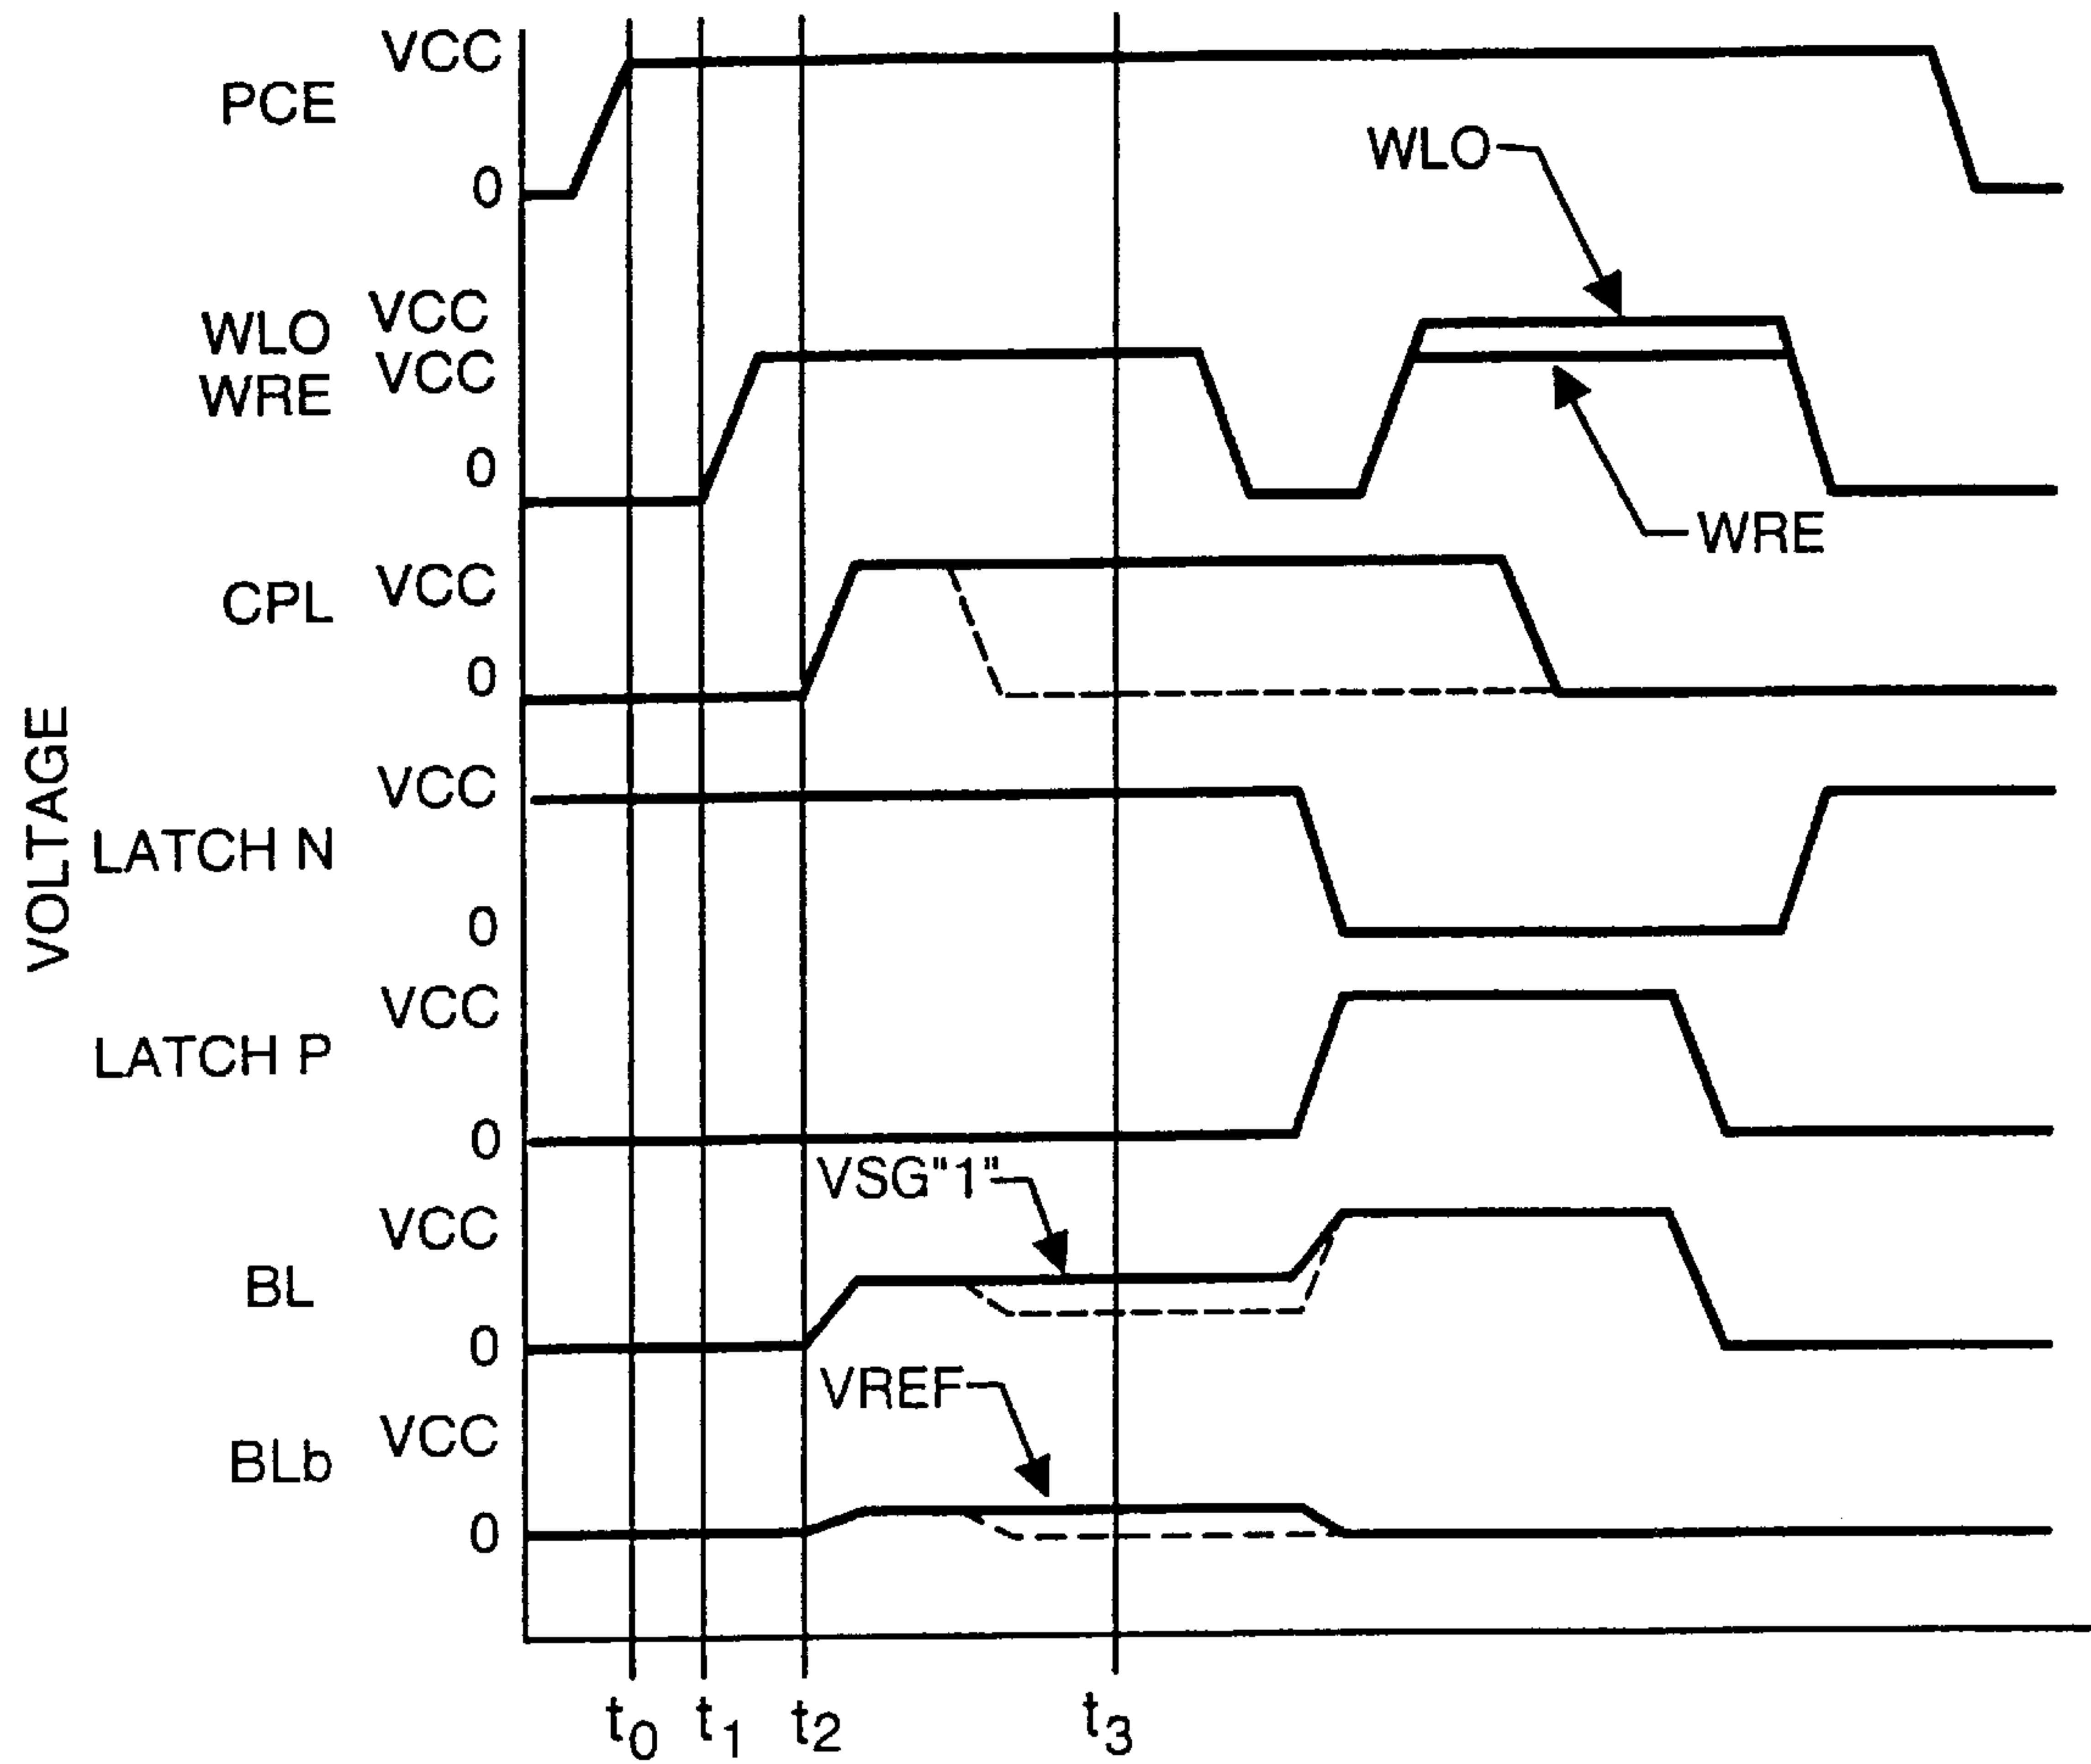 VCC
PCE
0
WLO
WLO VCC
WRE VCC
0
WRE
CPL VCC
0
VOLTAGE
VCC
LATCH N
0
VCC
LATCH P
0
VSG"1"
VCC
BL
0
VREF
VCC
BLb
0
t0 t1 t2 t3